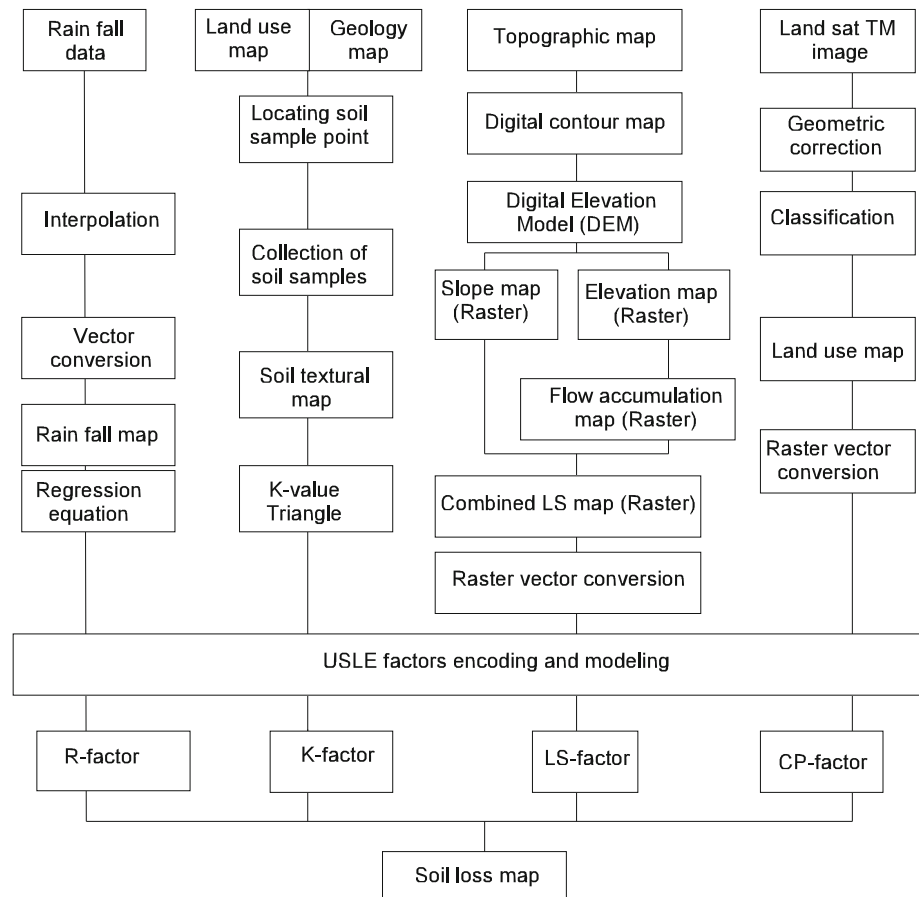 Rain fall
data
Land use
map
Geology
map
Topographic map
Land sat TM
image
Locating soil
sample point
Digital contour map
Geometric
correction
Interpolation
Digital Elevation
Model (DEM)
Classification
Collection of
soil samples
Slope map
(Raster)
Elevation map
(Raster)
Vector
conversion
Land use map
Soil textural
map
Flow accumulation
map (Raster)
Rain fall map
Raster vector
conversion
Regression
equation
K-value
Triangle
Combined LS map (Raster)
Raster vector conversion
USLE factors encoding and modeling
R-factor
K-factor
LS-factor
CP-factor
Soil loss map